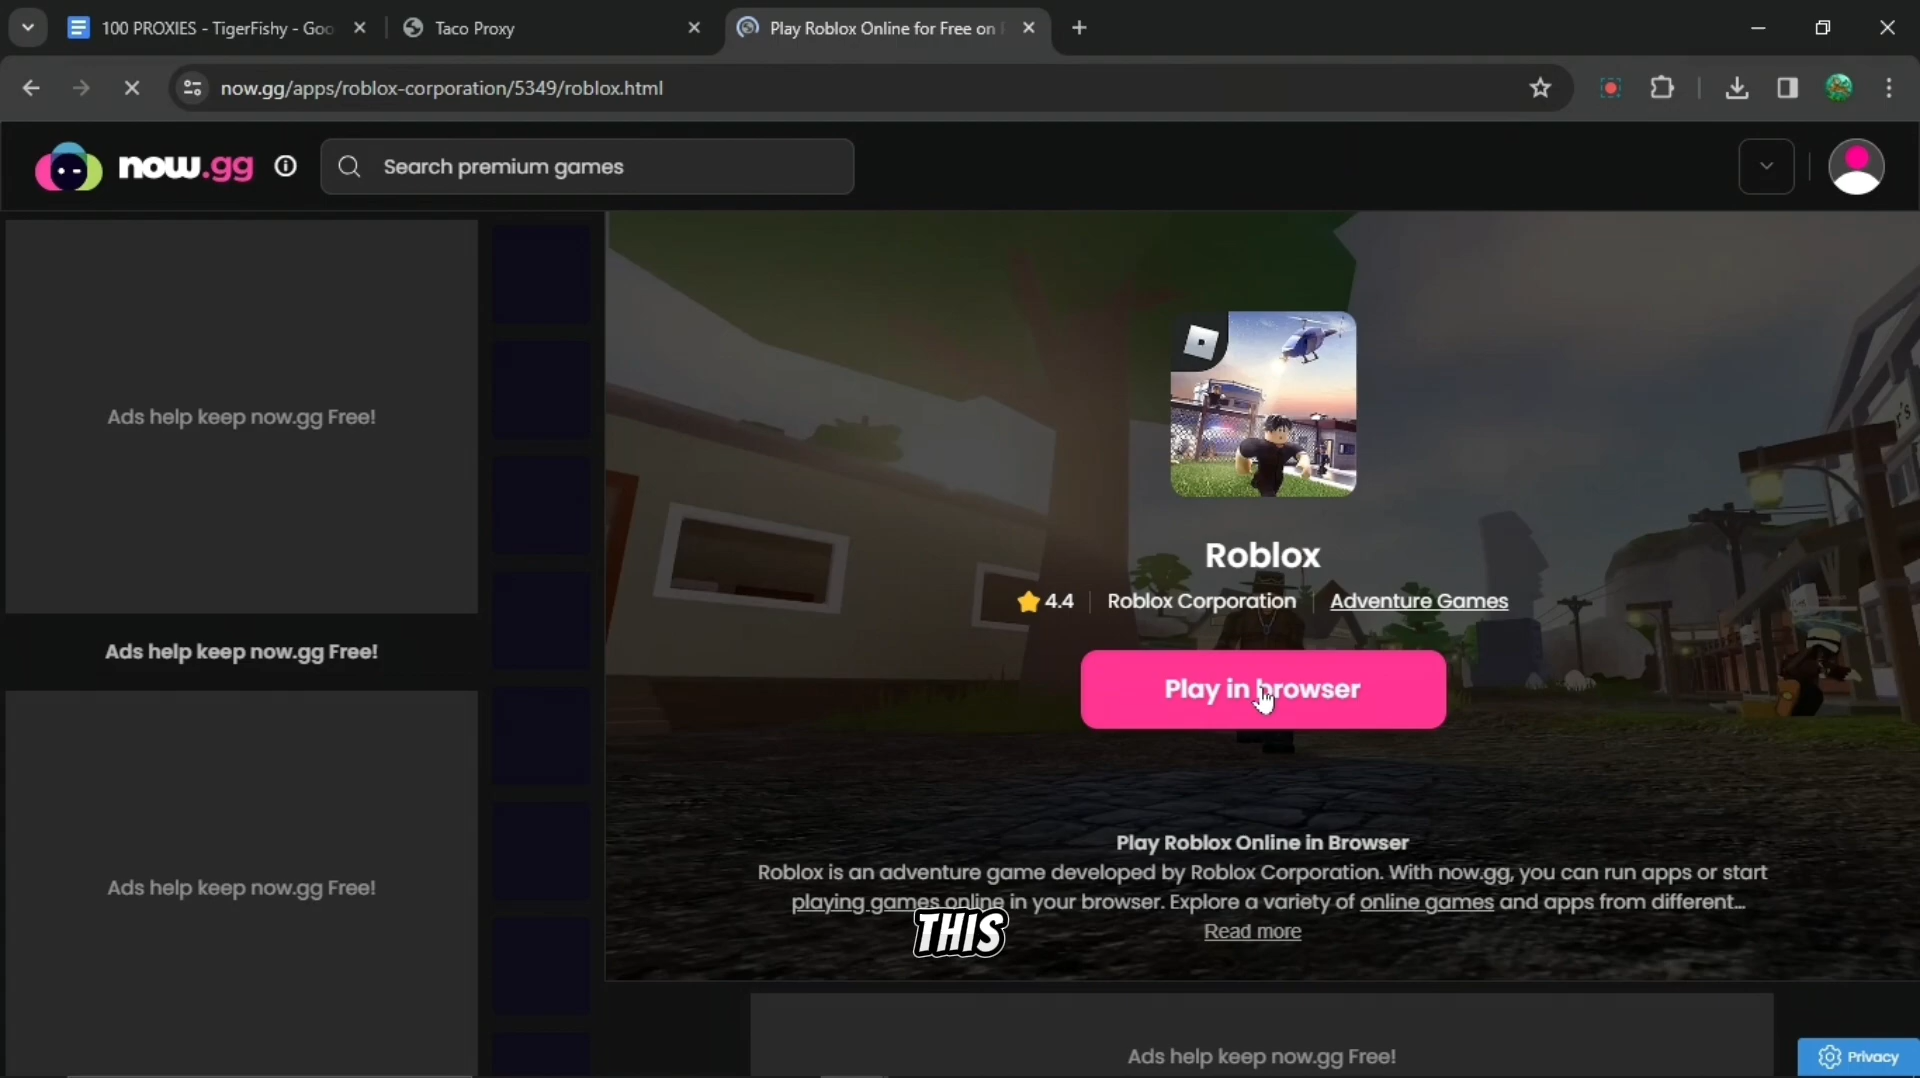 100 PROXIES - TigerFishy - Goo
Taco Proxy
Play Roblox Online for Free on
now.gg/apps/roblox-corporation/5349/roblox.html
now.gg
Search premium games
Ads help keep now.gg Free!
Ads help keep now.gg Free!
Ads help keep now.gg Free!
Roblox
4.4 Roblox Corporation Adventure Games
Play in browser
Play Roblox Online in Browser
Roblox is an adventure game developed by Roblox Corporation. With now.gg, you can run apps or start
playing games online in your browser. Explore a variety of online games and apps from different...
THIS
Read more
Ads help keep now.gg Free!
Privacy